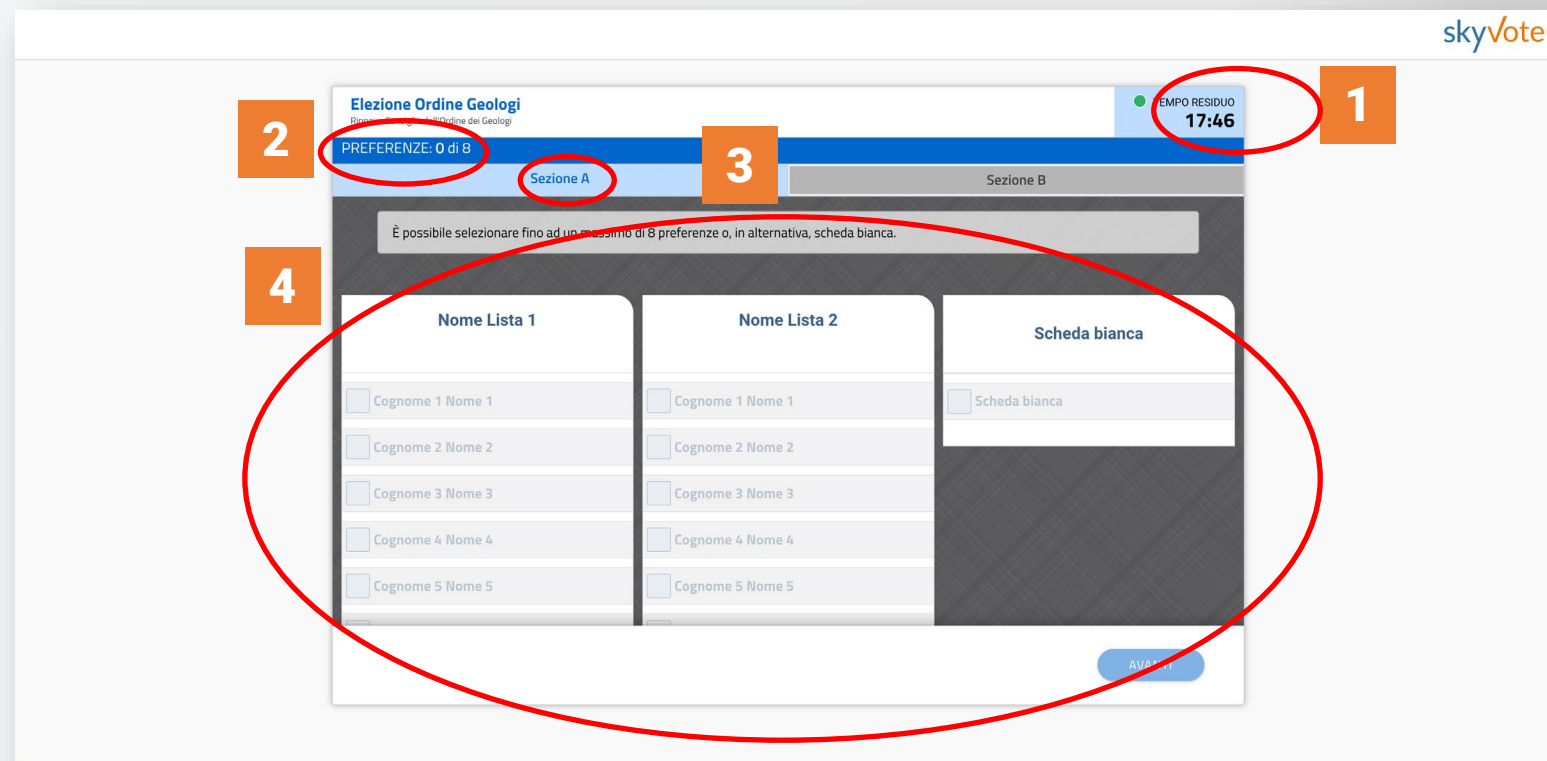 skyvote
1
Elezione Ordine Geologi
TEMPO RESIDUO
17:46
Rinnovo Consiglio dell'Ordine dei Geologi
2
PREFERENZE: 0 di 8
3
Sezione A
Sezione B
È possibile selezionare fino ad un massimo di 8 preferenze o, in alternativa, scheda bianca.
4
Nome Lista 1
Nome Lista 2
Scheda bianca
Cognome 1 Nome 1
Cognome 1 Nome 1
Scheda bianca
Cognome 2 Nome 2
Cognome 2 Nome 2
Cognome 3 Nome 3
Cognome 3 Nome 3
Cognome 4 Nome 4
Cognome 4 Nome 4
Cognome 5 Nome 5
Cognome 5 Nome 5
AVANTI